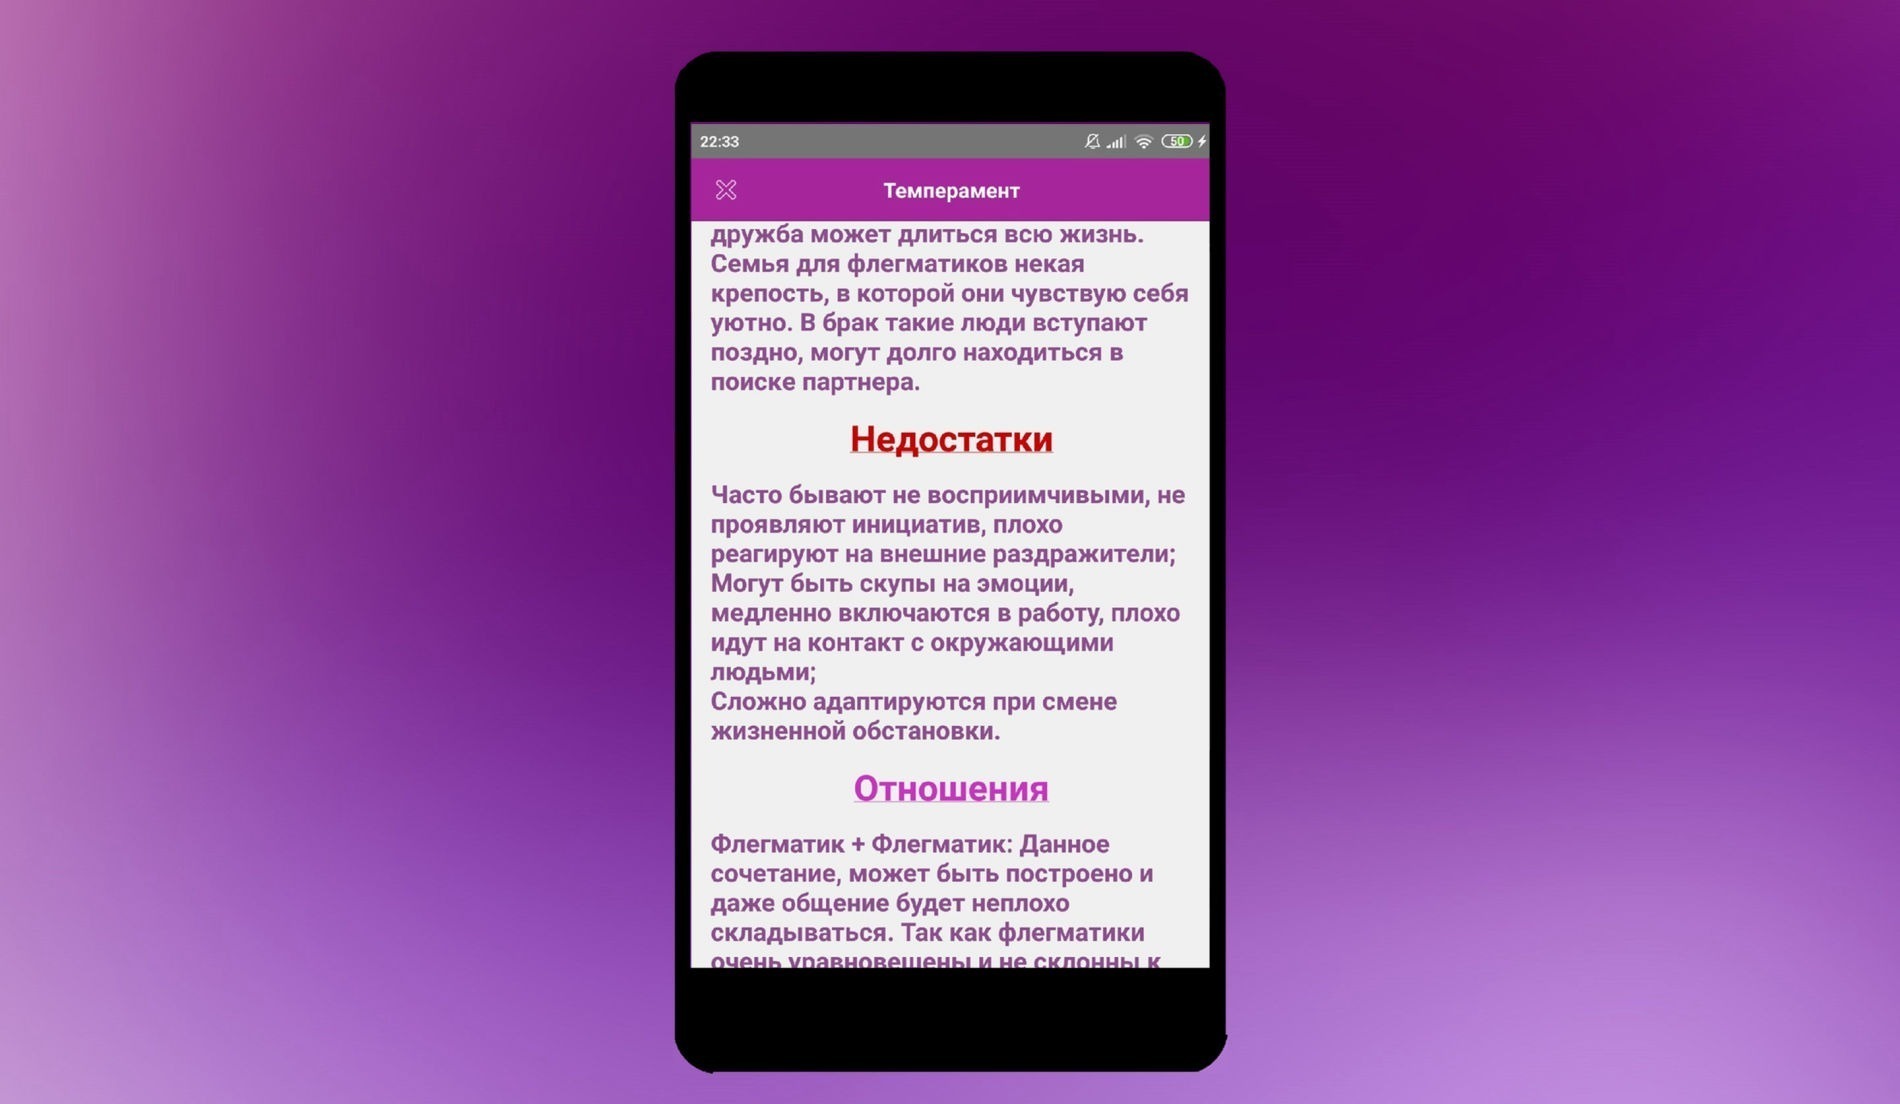 22:33
50
Темперамент
дружба может длиться всю жизнь.
Семья для флегматиков некая
крепость, в которой они чувствую себя
уютно. В брак такие люди вступают
поздно, могут долго находиться в
поиске партнера.
Недостатки
Часто бывают не восприимчивыми, не
проявляют инициатив, плохо
реагируют на внешние раздражители;
Могут быть скупы на эмоции,
медленно включаются в работу, плохо
идут на контакт с окружающими
людьми;
Сложно адаптируются при смене
жизненной обстановки.
Отношения
Флегматик + Флегматик: Данное
сочетание, может быть построено и
даже общение будет неплохо
складываться. Так как флегматики
очень уравновешены и не склонны к